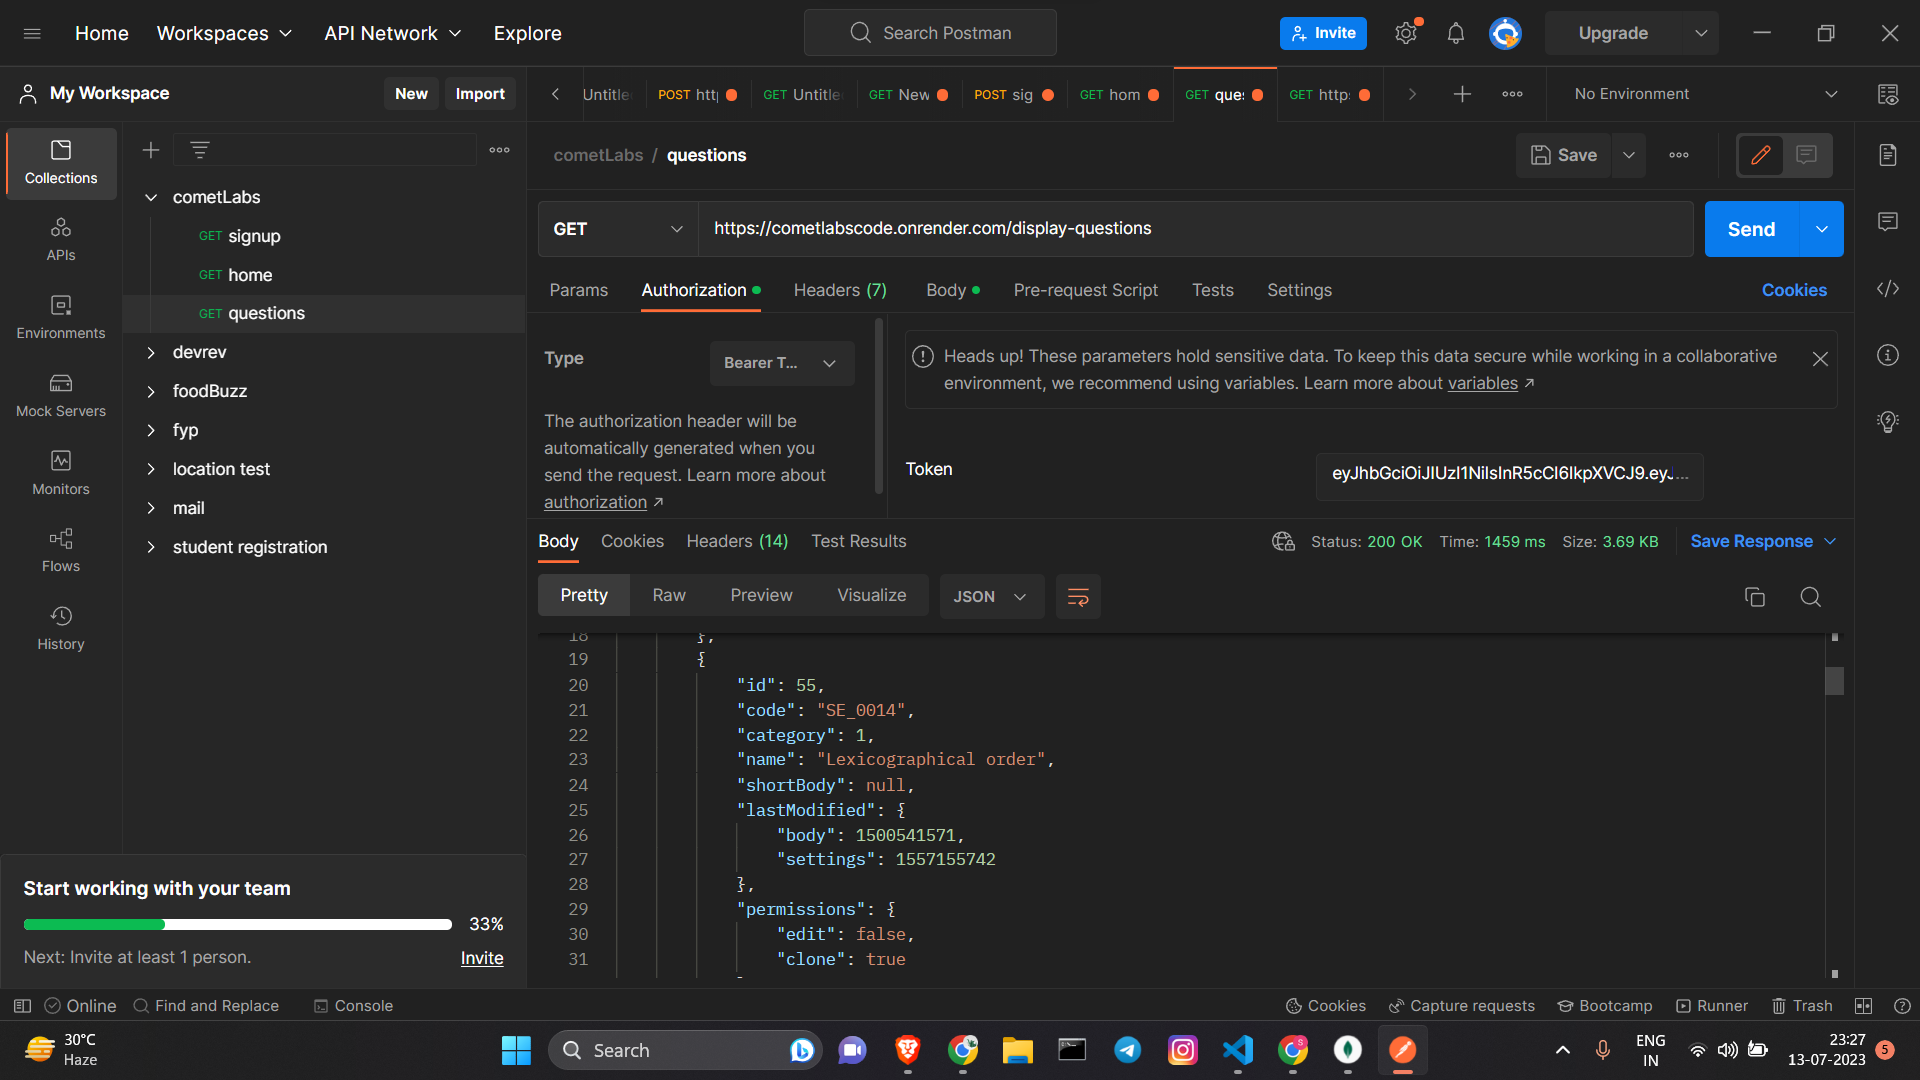 Home
Workspaces
API Network
Explore
Search Postman
Invite
Upgrade
My Workspace
New
Import
Untitle
POST http
GET Untitle
GET New
POST sig
GET hom
GET ques
GET http:
No Environment
Collections
APIs
Environments
Mock Servers
Monitors
Flows
History
cometLabs
GET signup
GET home
GET questions
devrev
foodBuzz
fyp
location test
mail
student registration
cometLabs / questions
Save
GET
https://cometlabscode.onrender.com/display-questions
Send
Params
Authorization
Headers (7)
Body
Pre-request Script
Tests
Settings
Cookies
Type
Bearer T...
The authorization header will be
automatically generated when you
send the request. Learn more about
authorization ↗
Heads up! These parameters hold sensitive data. To keep this data secure while working in a collaborative
environment, we recommend using variables. Learn more about variables ↗
Token
eyJhbGciOiJIUzI1NiIsInR5cCI6IkpXVCJ9.eyJ...
Body
Cookies
Headers (14)
Test Results
Status: 200 OK
Time: 1459 ms
Size: 3.69 KB
Save Response
Pretty
Raw
Preview
Visualize
JSON
18 },
19 {
20 "id": 55,
21 "code": "SE_0014",
22 "category": 1,
23 "name": "Lexicographical order",
24 "shortBody": null,
25 "lastModified": {
26 "body": 1500541571,
27 "settings": 1557155742
28 },
29 "permissions": {
30 "edit": false,
31 "clone": true
Start working with your team
33%
Next: Invite at least 1 person.
Invite
Online
Find and Replace
Console
Cookies
Capture requests
Bootcamp
Runner
Trash
30°C
Haze
Search
ENG
IN
23:27
13-07-2023
5